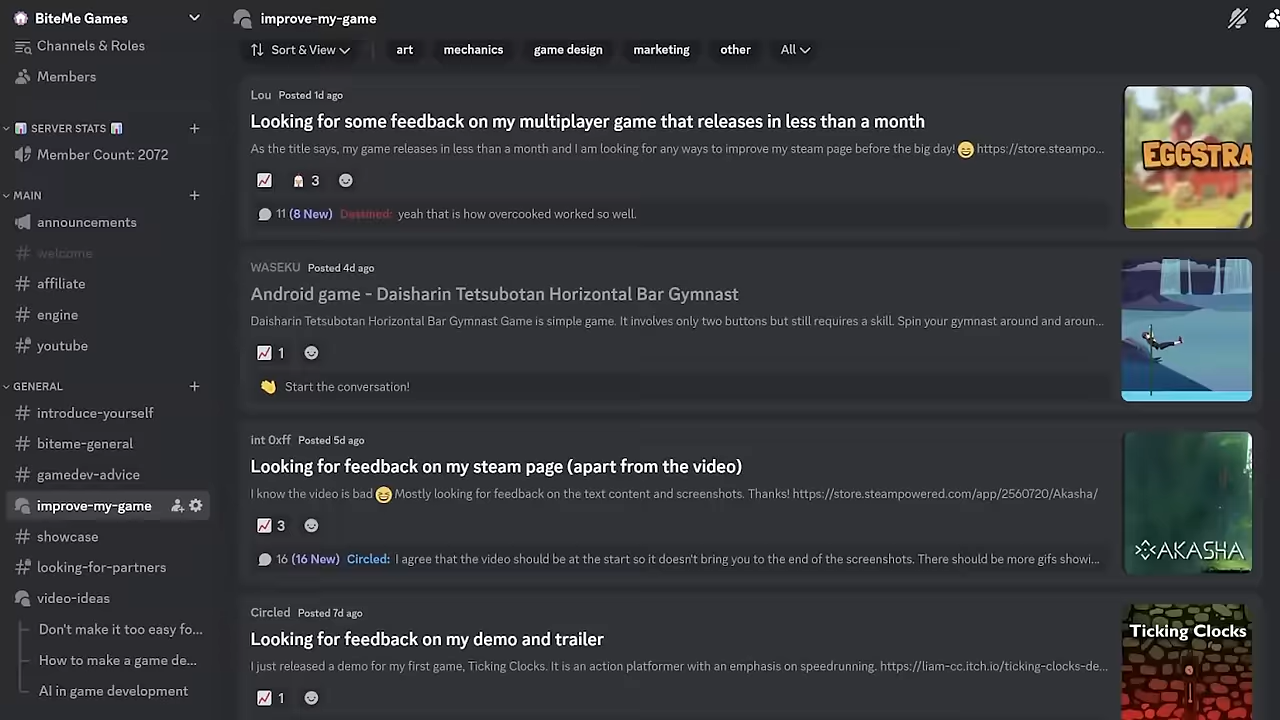 BiteMe Games
Channels & Roles
Members
SERVER STATS
Member Count: 2072
MAIN
announcements
welcome
affiliate
engine
youtube
GENERAL
introduce-yourself
biteme-general
gamedev-advice
improve-my-game
showcase
looking-for-partners
video-ideas
Don't make it too easy fo...
How to make a game de...
AI in game development
improve-my-game
Sort & View
art
mechanics
game design
marketing
other
All
Lou Posted 1d ago
Looking for some feedback on my multiplayer game that releases in less than a month
As the title says, my game releases in less than a month and I am looking for any ways to improve my steam page before the big day! 😄 https://store.steampo...
3
11 (8 New) Destined: yeah that is how overcooked worked so well.
EGGSTRA
WASEKU Posted 4d ago
Android game - Daisharin Tetsubotan Horizontal Bar Gymnast
Daisharin Tetsubotan Horizontal Bar Gymnast Game is simple game. It involves only two buttons but still requires a skill. Spin your gymnast around and aroun...
1
Start the conversation!
int 0xff Posted 5d ago
Looking for feedback on my steam page (apart from the video)
I know the video is bad 😆 Mostly looking for feedback on the text content and screenshots. Thanks! https://store.steampowered.com/app/2560720/Akasha/
3
16 (16 New) Circled: I agree that the video should be at the start so it doesn't bring you to the end of the screenshots. There should be more gifs showi...
AKASHA
Circled Posted 7d ago
Looking for feedback on my demo and trailer
I just released a demo for my first game, Ticking Clocks. It is an action platformer with an emphasis on speedrunning. https://liam-cc.itch.io/ticking-clocks-de...
1
Ticking Clocks